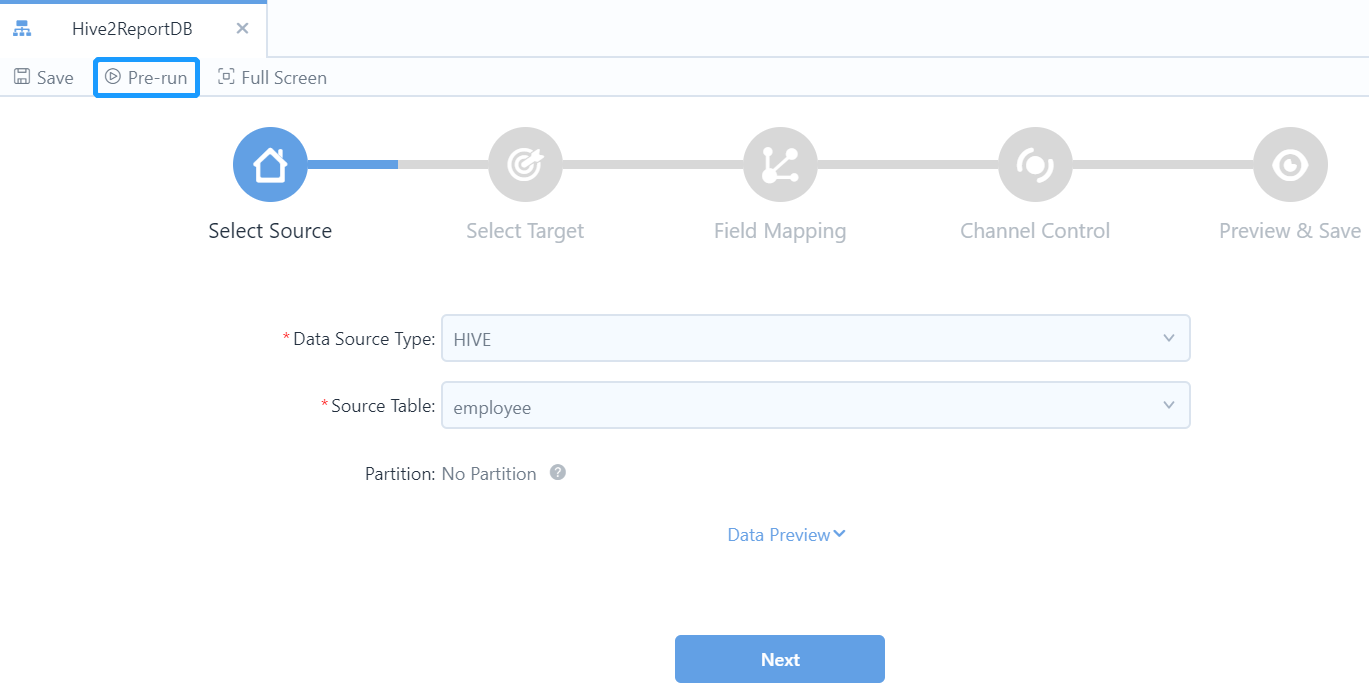 Hive2ReportDB
Save Pre-run Full Screen
Select Source Select Target Field Mapping Channel Control Preview & Save
*Data Source Type: HIVE
*Source Table: employee
Partition: No Partition ?
Data Preview
Next